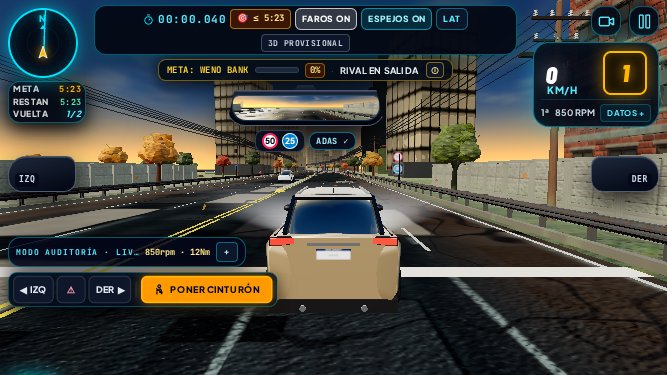 N
00:00.040
≤ 5:23
FAROS ON
ESPEJOS ON
LAT
3D PROVISIONAL
META: WENO BANK
0%
RIVAL EN SALIDA
META 5:23
RESTAN 5:23
VUELTA 1/2
0
KM/H
1
1ª 850 RPM
DATOS +
50
25
ADAS ✓
IZQ
DER
MODO AUDITORÍA · LIV… 850rpm · 12Nm
+
◀ IZQ
⚠
DER ▶
PONER CINTURÓN